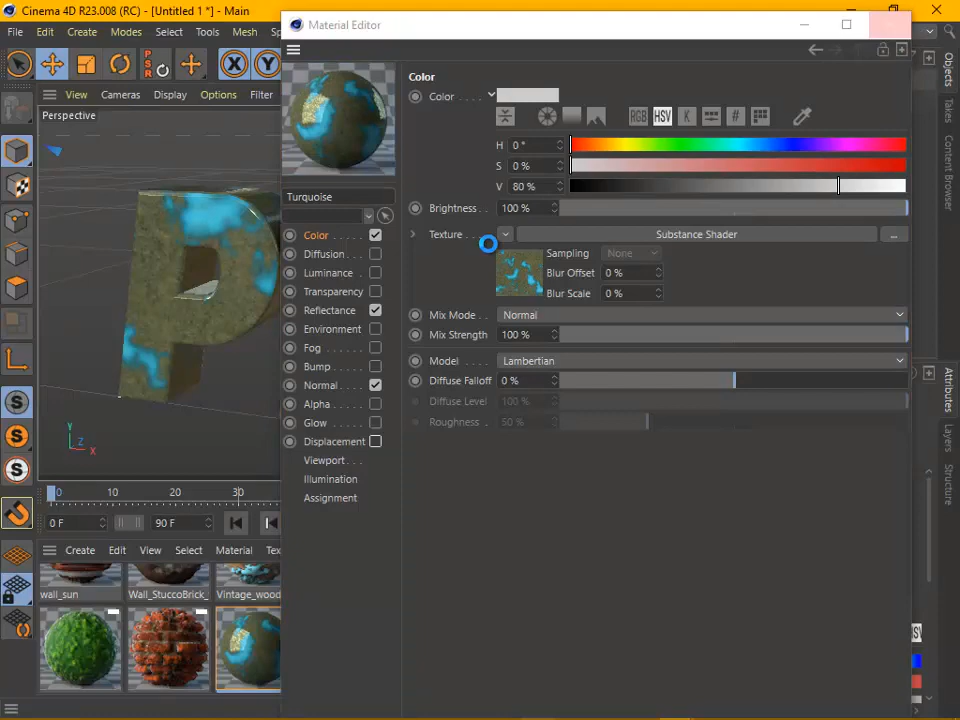 Cinema 4D R23.008 (RC) - [Untitled 1 *] - Main
File Edit Create Modes Select Tools Mesh
Material Editor
PSR
X Y
View Cameras Display Options Filter
Perspective
Y
Z
X
Turquoise
Color
Diffusion
Luminance
Transparency
Reflectance
Environment
Fog
Bump
Normal
Alpha
Glow
Displacement
Viewport . . .
Illumination
Assignment
Color
Color . . . .
RGB HSV K #
H 0 °
S 0 %
V 80 %
Brightness . . 100 %
Texture . . . . Substance Shader ...
Sampling None
Blur Offset 0 %
Blur Scale 0 %
Mix Mode . . Normal
Mix Strength 100 %
Model . . . . Lambertian
Diffuse Falloff 0 %
Diffuse Level 100 %
Roughness . . 50 %
0 10 20 30
0 F 90 F
Create Edit View Select Material Tex
wall_sun Wall_StuccoBrick_ Vintage_wood
Objects
Takes
Content Browser
Attributes
Layers
Structure